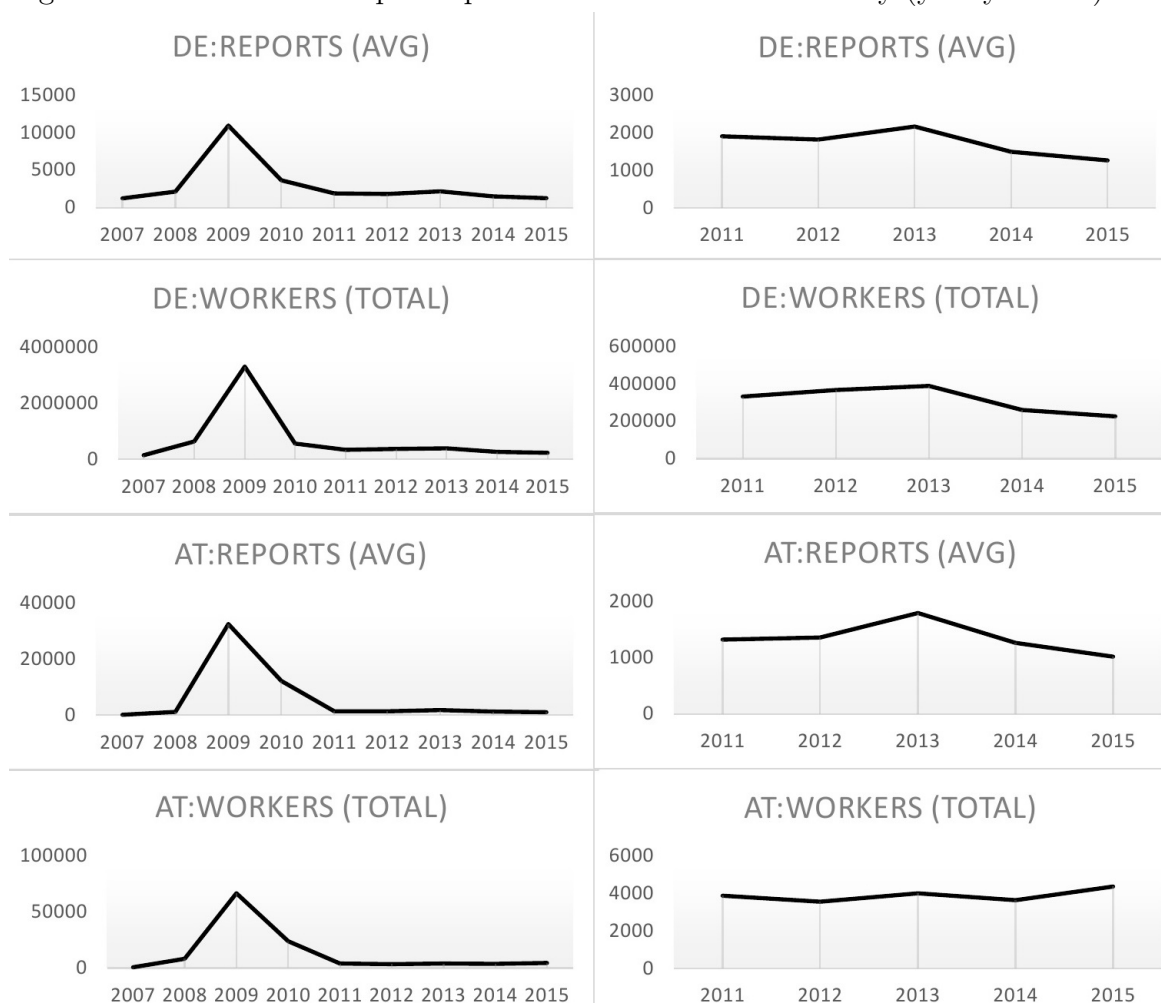 DE:REPORTS (AVG)
15000
10000
5000
0
2007 2008 2009 2010 2011 2012 2013 2014 2015
DE:REPORTS (AVG)
3000
2000
1000
0
2011 2012 2013 2014 2015
DE:WORKERS (TOTAL)
4000000
2000000
0
2007 2008 2009 2010 2011 2012 2013 2014 2015
DE:WORKERS (TOTAL)
600000
400000
200000
0
2011 2012 2013 2014 2015
AT:REPORTS (AVG)
40000
20000
0
2007 2008 2009 2010 2011 2012 2013 2014 2015
AT:REPORTS (AVG)
2000
1000
0
2011 2012 2013 2014 2015
AT:WORKERS (TOTAL)
100000
50000
0
2007 2008 2009 2010 2011 2012 2013 2014 2015
AT:WORKERS (TOTAL)
6000
4000
2000
0
2011 2012 2013 2014 2015